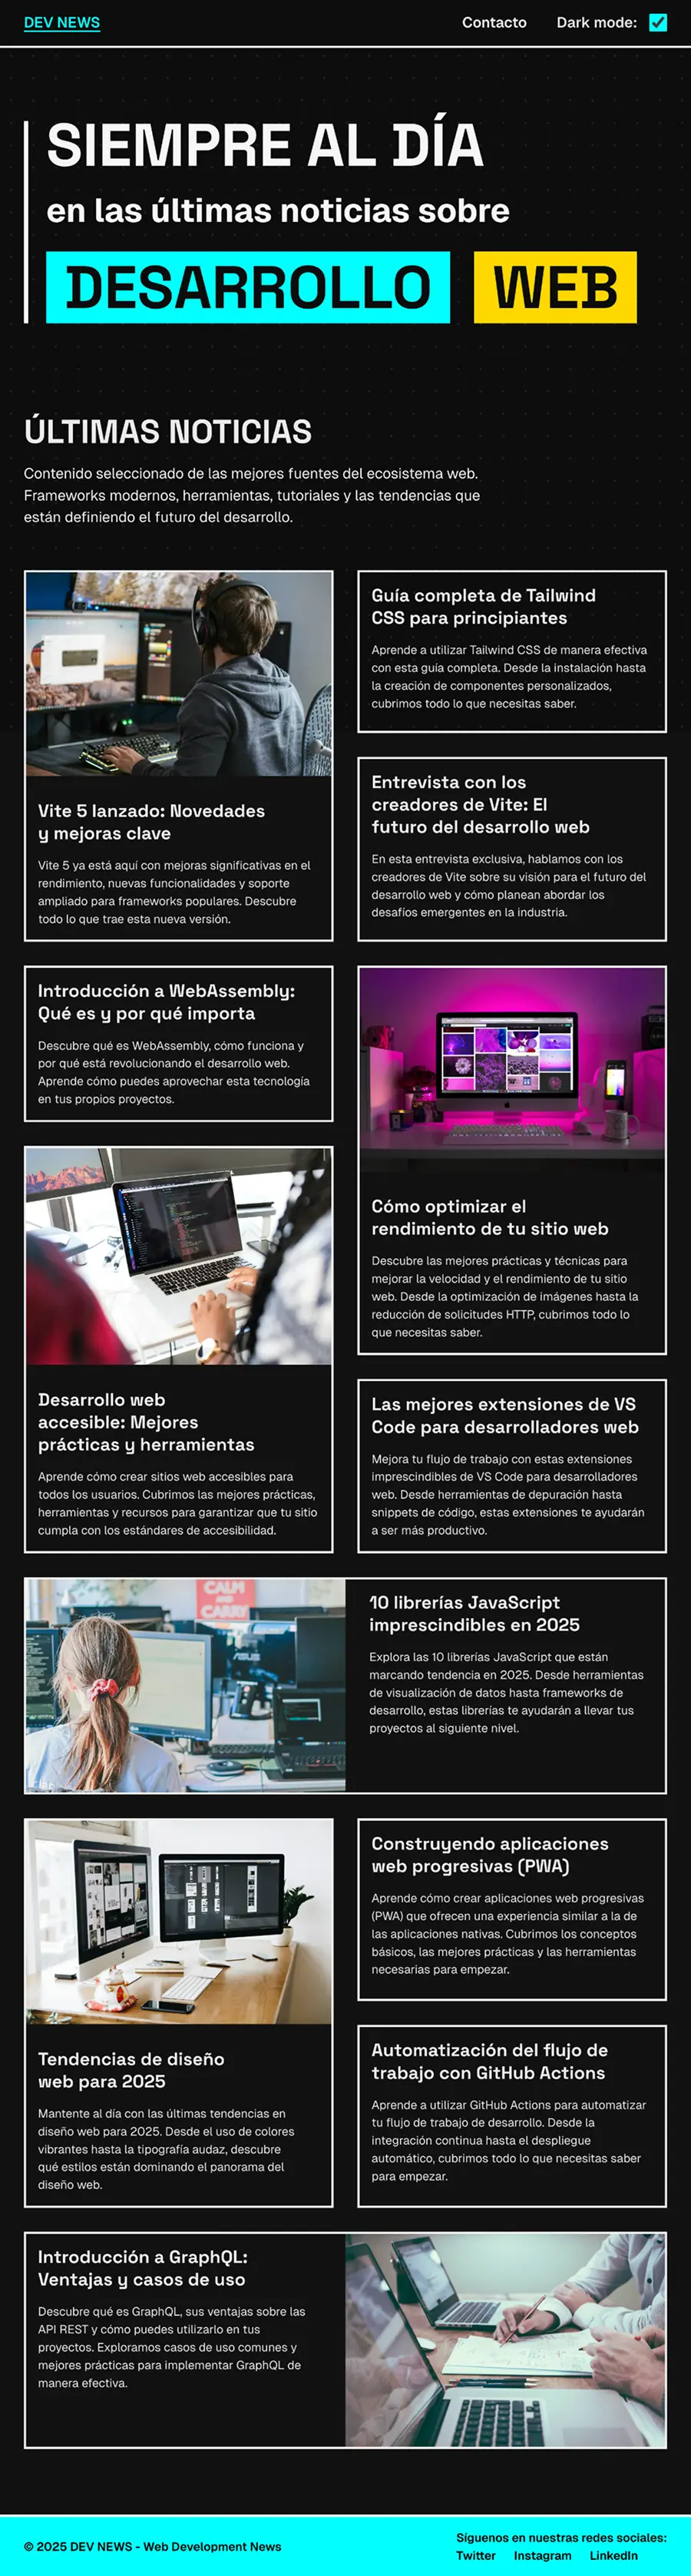 DEV NEWS
Contacto
Dark mode:
SIEMPRE AL DÍA
en las últimas noticias sobre
DESARROLLO WEB
ÚLTIMAS NOTICIAS
Contenido seleccionado de las mejores fuentes del ecosistema web.
Frameworks modernos, herramientas, tutoriales y las tendencias que
están definiendo el futuro del desarrollo.
Vite 5 lanzado: Novedades
y mejoras clave
Vite 5 ya está aquí con mejoras significativas en el
rendimiento, nuevas funcionalidades y soporte
ampliado para frameworks populares. Descubre
todo lo que trae esta nueva versión.
Guía completa de Tailwind
CSS para principiantes
Aprende a utilizar Tailwind CSS de manera efectiva
con esta guía completa. Desde la instalación hasta
la creación de componentes personalizados,
cubrimos todo lo que necesitas saber.
Entrevista con los
creadores de Vite: El
futuro del desarrollo web
En esta entrevista exclusiva, hablamos con los
creadores de Vite sobre su visión para el futuro del
desarrollo web y cómo planean abordar los
desafíos emergentes en la industria.
Introducción a WebAssembly:
Qué es y por qué importa
Descubre qué es WebAssembly, cómo funciona y
por qué está revolucionando el desarrollo web.
Aprende cómo puedes aprovechar esta tecnología
en tus propios proyectos.
Cómo optimizar el
rendimiento de tu sitio web
Descubre las mejores prácticas y técnicas para
mejorar la velocidad y el rendimiento de tu sitio
web. Desde la optimización de imágenes hasta la
reducción de solicitudes HTTP, cubrimos todo lo
que necesitas saber.
Desarrollo web
accesible: Mejores
prácticas y herramientas
Aprende cómo crear sitios web accesibles para
todos los usuarios. Cubrimos las mejores prácticas,
herramientas y recursos para garantizar que tu sitio
cumpla con los estándares de accesibilidad.
Las mejores extensiones de VS
Code para desarrolladores web
Mejora tu flujo de trabajo con estas extensiones
imprescindibles de VS Code para desarrolladores
web. Desde herramientas de depuración hasta
snippets de código, estas extensiones te ayudarán
a ser más productivo.
CALM
AND
CARRY
ASUS
10 librerías JavaScript
imprescindibles en 2025
Explora las 10 librerías JavaScript que están
marcando tendencia en 2025. Desde herramientas
de visualización de datos hasta frameworks de
desarrollo, estas librerías te ayudarán a llevar tus
proyectos al siguiente nivel.
Tendencias de diseño
web para 2025
Mantente al día con las últimas tendencias en
diseño web para 2025. Desde el uso de colores
vibrantes hasta la tipografía audaz, descubre
qué estilos están dominando el panorama del
diseño web.
Construyendo aplicaciones
web progresivas (PWA)
Aprende cómo crear aplicaciones web progresivas
(PWA) que ofrecen una experiencia similar a la de
las aplicaciones nativas. Cubrimos los conceptos
básicos, las mejores prácticas y las herramientas
necesarias para empezar.
Automatización del flujo de
trabajo con GitHub Actions
Aprende a utilizar GitHub Actions para automatizar
tu flujo de trabajo de desarrollo. Desde la
integración continua hasta el despliegue
automático, cubrimos todo lo que necesitas saber
para empezar.
Introducción a GraphQL:
Ventajas y casos de uso
Descubre qué es GraphQL, sus ventajas sobre las
API REST y cómo puedes utilizarlo en tus
proyectos. Exploramos casos de uso comunes y
mejores prácticas para implementar GraphQL de
manera efectiva.
© 2025 DEV NEWS - Web Development News
Síguenos en nuestras redes sociales:
Twitter Instagram LinkedIn